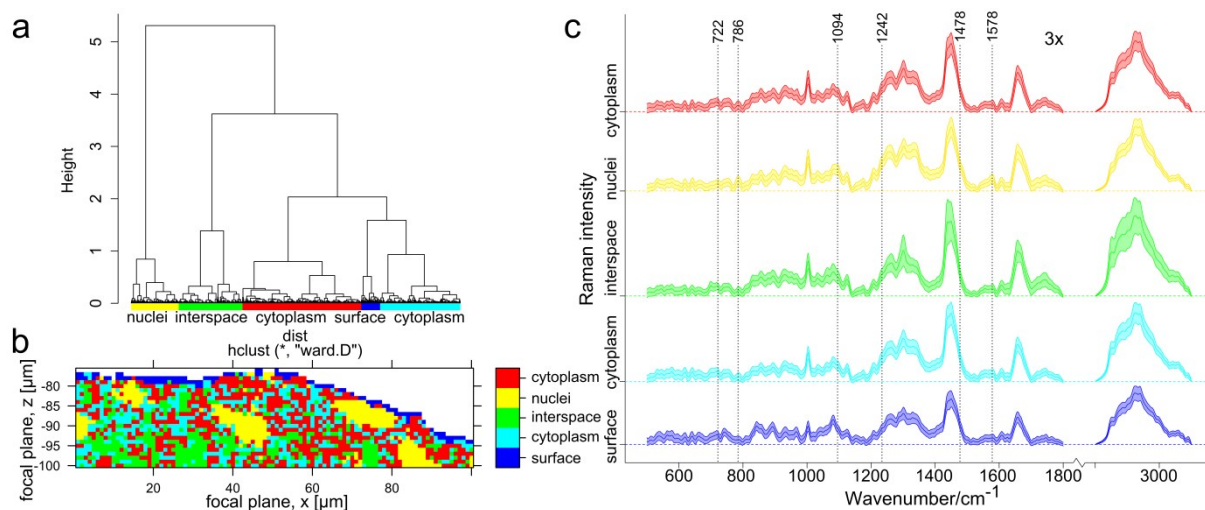 a
Height
5
4
3
2
1
0
nuclei interspace cytoplasm surface cytoplasm
dist
hclust (*, "ward.D")
b
focal plane, z [µm]
-80
-85
-90
-95
-100
20 40 60 80
focal plane, x [µm]
cytoplasm
nuclei
interspace
cytoplasm
surface
c
722 786 1094 1242 1478 1578
3x
Raman intensity
cytoplasm
nuclei
interspace
cytoplasm
surface
600 800 1000 1200 1400 1600 1800 3000
Wavenumber/cm-1